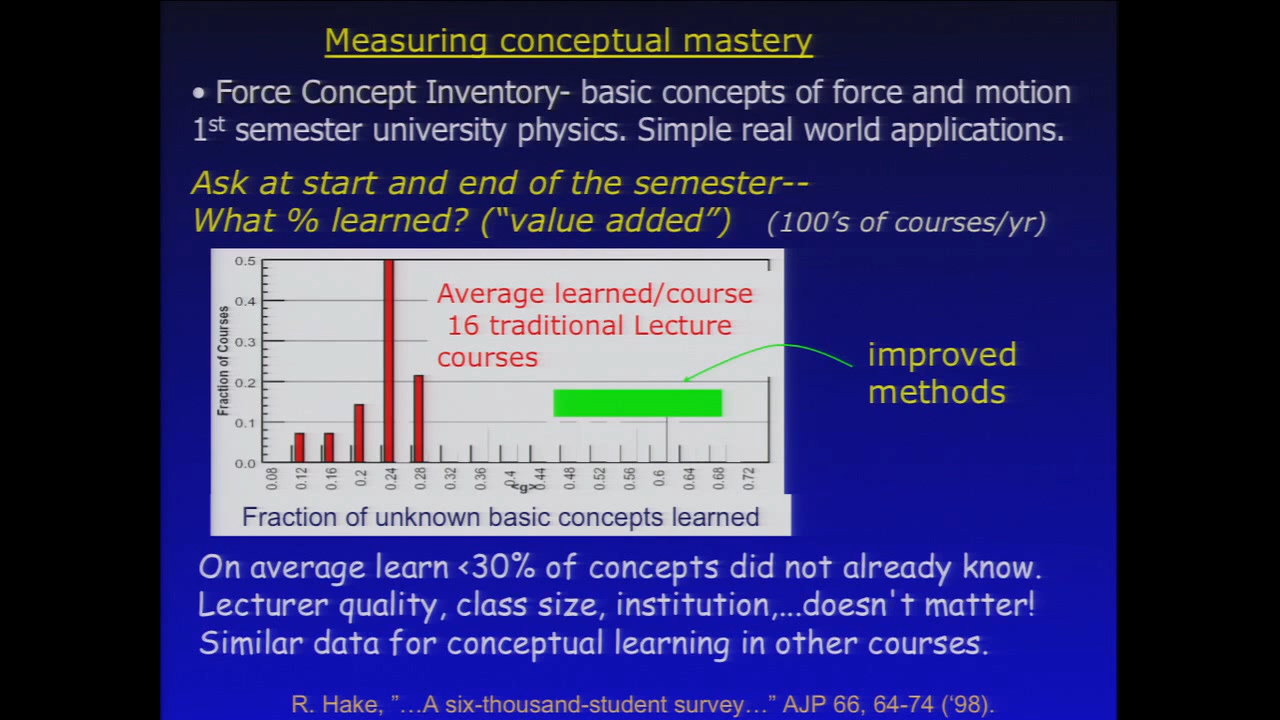 Measuring conceptual mastery
• Force Concept Inventory- basic concepts of force and motion
1st semester university physics. Simple real world applications.
Ask at start and end of the semester--
What % learned? (“value added”) (100's of courses/yr)
Fraction of Courses
0.5
0.4
0.3
0.2
0.1
0.0
Average learned/course
16 traditional Lecture
courses
improved
methods
0.08 0.12 0.16 0.2 0.24 0.28 0.32 0.36 0.4 0.44 0.48 0.52 0.56 0.6 0.64 0.68 0.72
<g>
Fraction of unknown basic concepts learned
On average learn <30% of concepts did not already know.
Lecturer quality, class size, institution,...doesn't matter!
Similar data for conceptual learning in other courses.
R. Hake, ”…A six-thousand-student survey…” AJP 66, 64-74 (‘98).